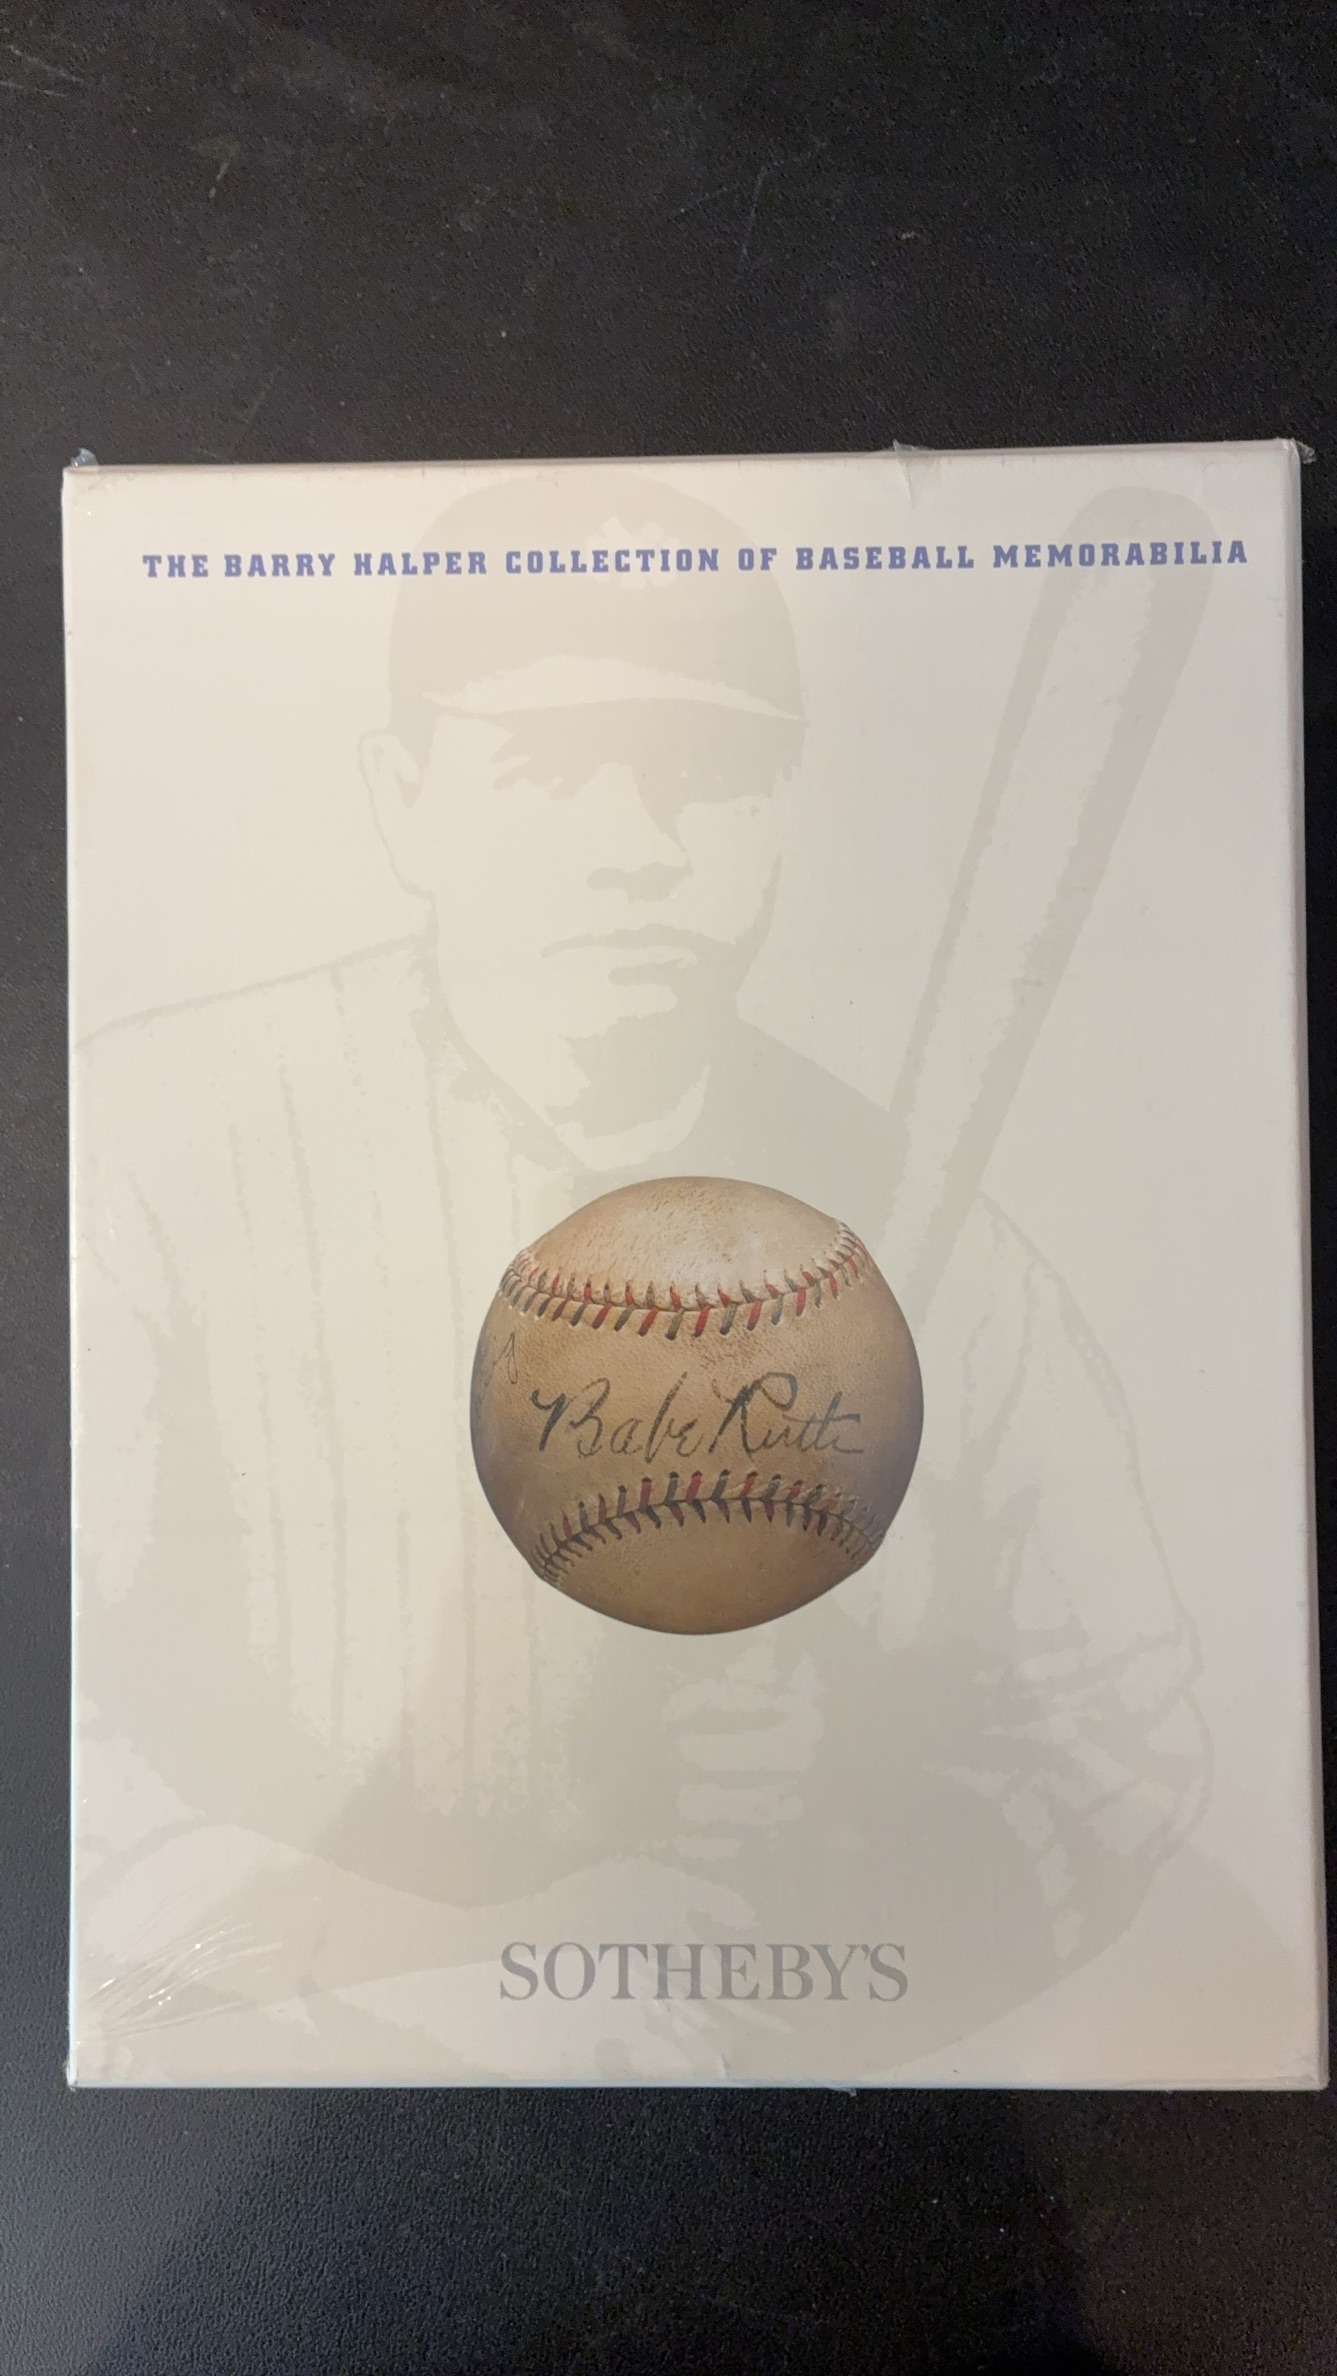 THE BARRY HALPER COLLECTION OF BASEBALL MEMORABILIA
Babe Ruth
SOTHEBY'S